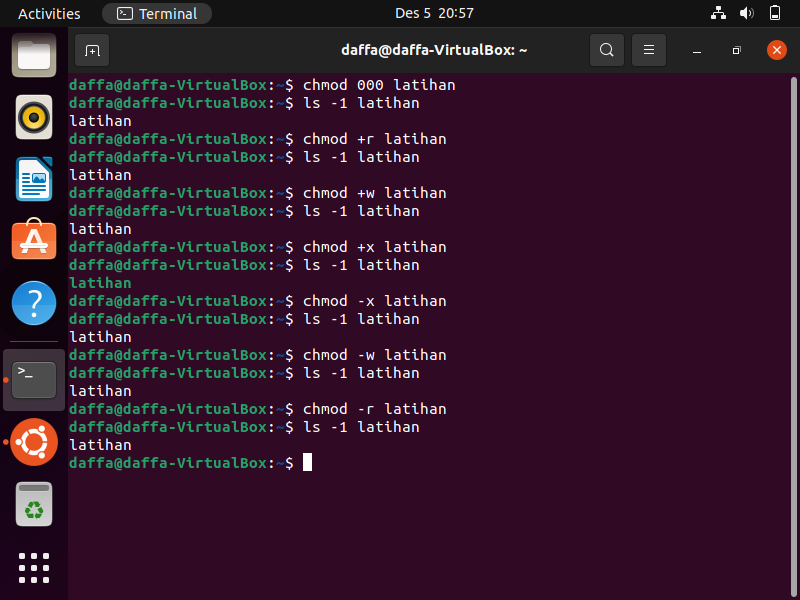 Activities
Terminal
Des 5 20:57
daffa@daffa-VirtualBox: ~
daffa@daffa-VirtualBox:~$ chmod 000 latihan
daffa@daffa-VirtualBox:~$ ls -1 latihan
latihan
daffa@daffa-VirtualBox:~$ chmod +r latihan
daffa@daffa-VirtualBox:~$ ls -1 latihan
latihan
daffa@daffa-VirtualBox:~$ chmod +w latihan
daffa@daffa-VirtualBox:~$ ls -1 latihan
latihan
daffa@daffa-VirtualBox:~$ chmod +x latihan
daffa@daffa-VirtualBox:~$ ls -1 latihan
latihan
daffa@daffa-VirtualBox:~$ chmod -x latihan
daffa@daffa-VirtualBox:~$ ls -1 latihan
latihan
daffa@daffa-VirtualBox:~$ chmod -w latihan
daffa@daffa-VirtualBox:~$ ls -1 latihan
latihan
daffa@daffa-VirtualBox:~$ chmod -r latihan
daffa@daffa-VirtualBox:~$ ls -1 latihan
latihan
daffa@daffa-VirtualBox:~$